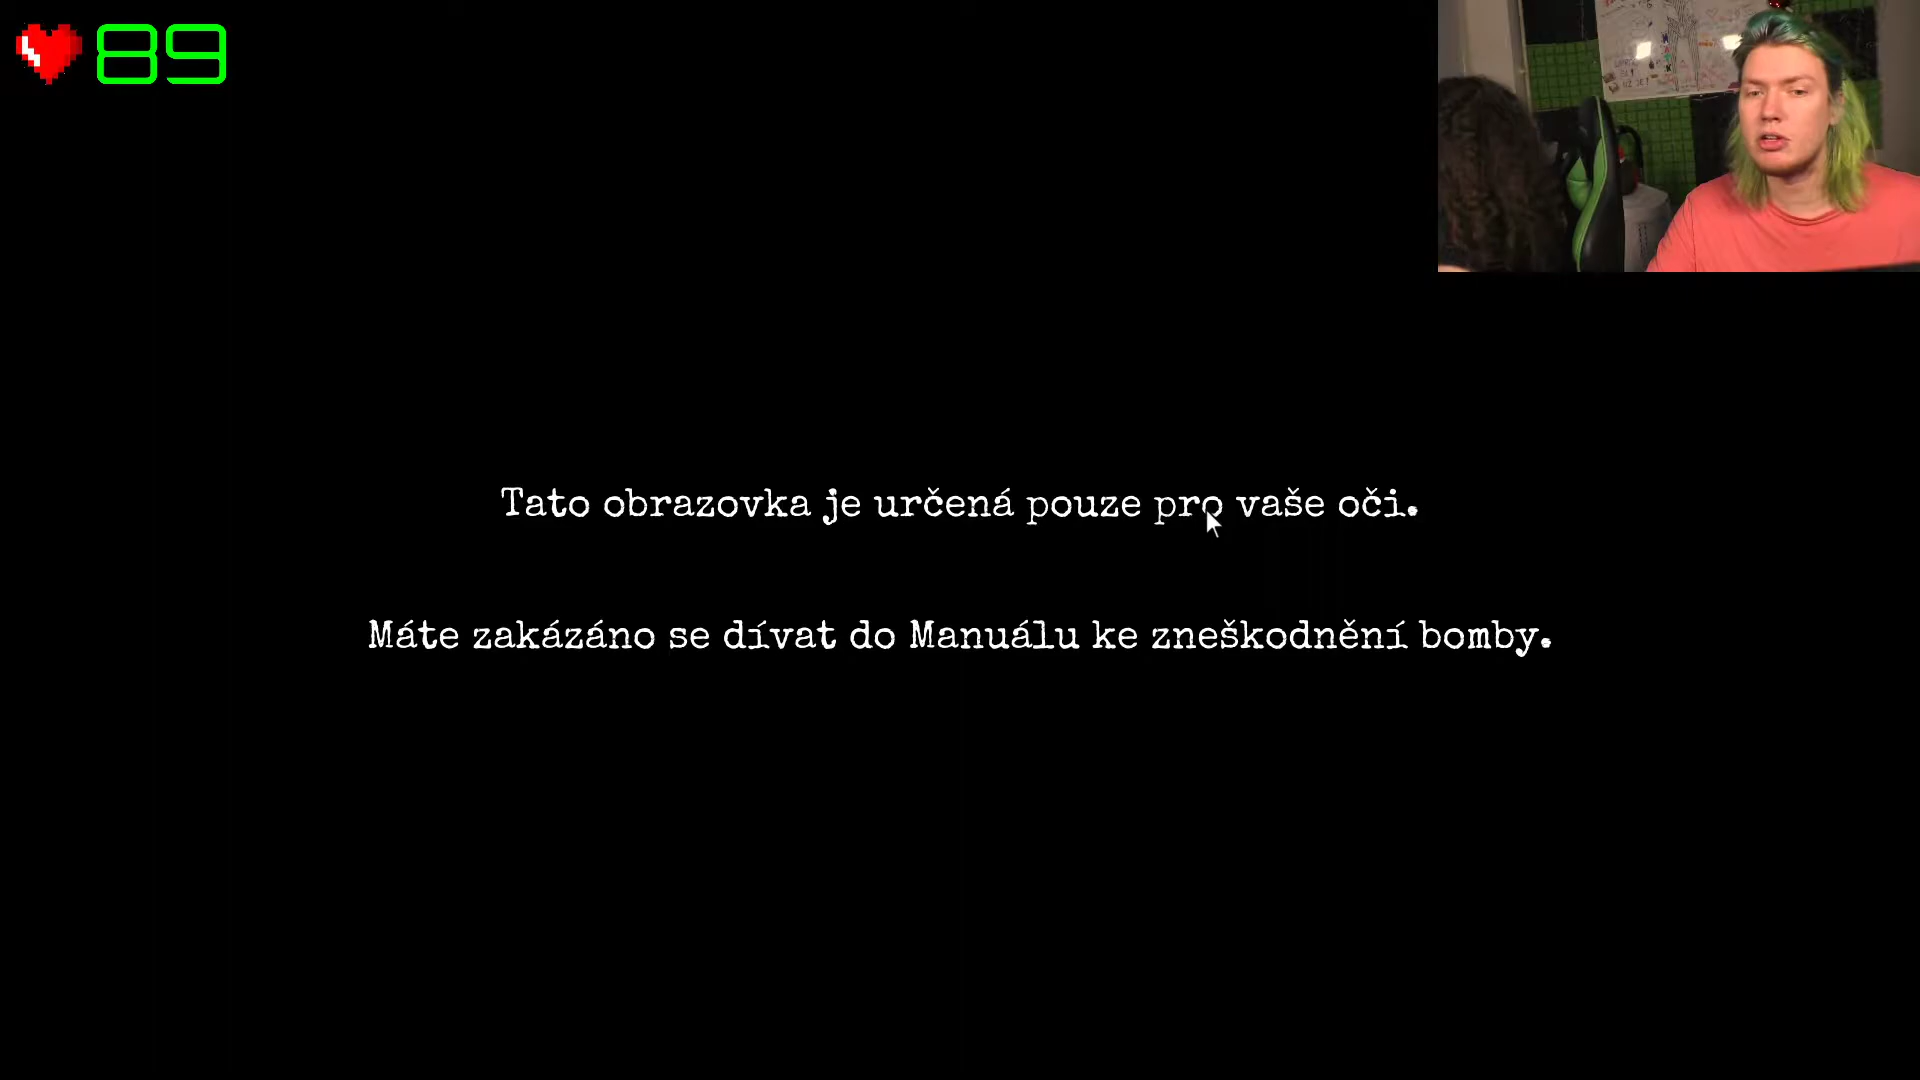 89
Tato obrazovka je určená pouze pro vaše oči.
Máte zakázáno se dívat do Manuálu ke zneškodnění bomby.